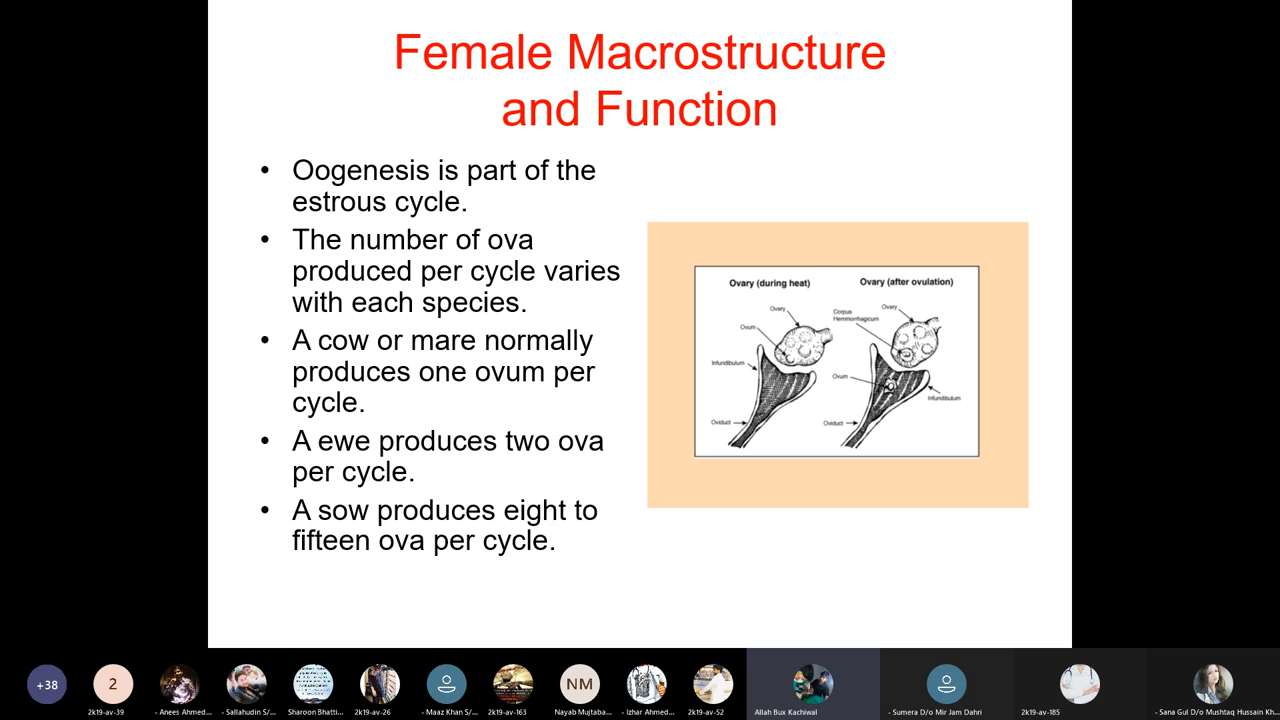 Female Macrostructure
and Function
• Oogenesis is part of the
estrous cycle.
• The number of ova
produced per cycle varies
with each species.
• A cow or mare normally
produces one ovum per
cycle.
• A ewe produces two ova
per cycle.
• A sow produces eight to
fifteen ova per cycle.
Ovary (during heat)
Ovary
Ovum
Infundibulum
Oviduct
Ovary (after ovulation)
Ovary
Corpus
Hemmorhagicum
Ovum
Infundibulum
Oviduct
+38
2
NM
2k19-av-39
- Anees Ahmed...
- Sallahudin S/...
Sharoon Bhatti...
2k19-av-26
- Maaz Khan S/...
2k19-av-163
Nayab Mujtaba...
- Izhar Ahmed...
2k19-av-52
Allah Bux Kachiwal
- Sumera D/o Mir Jam Dahri
2k19-av-185
- Sana Gul D/o Mushtaq Hussain Kh...